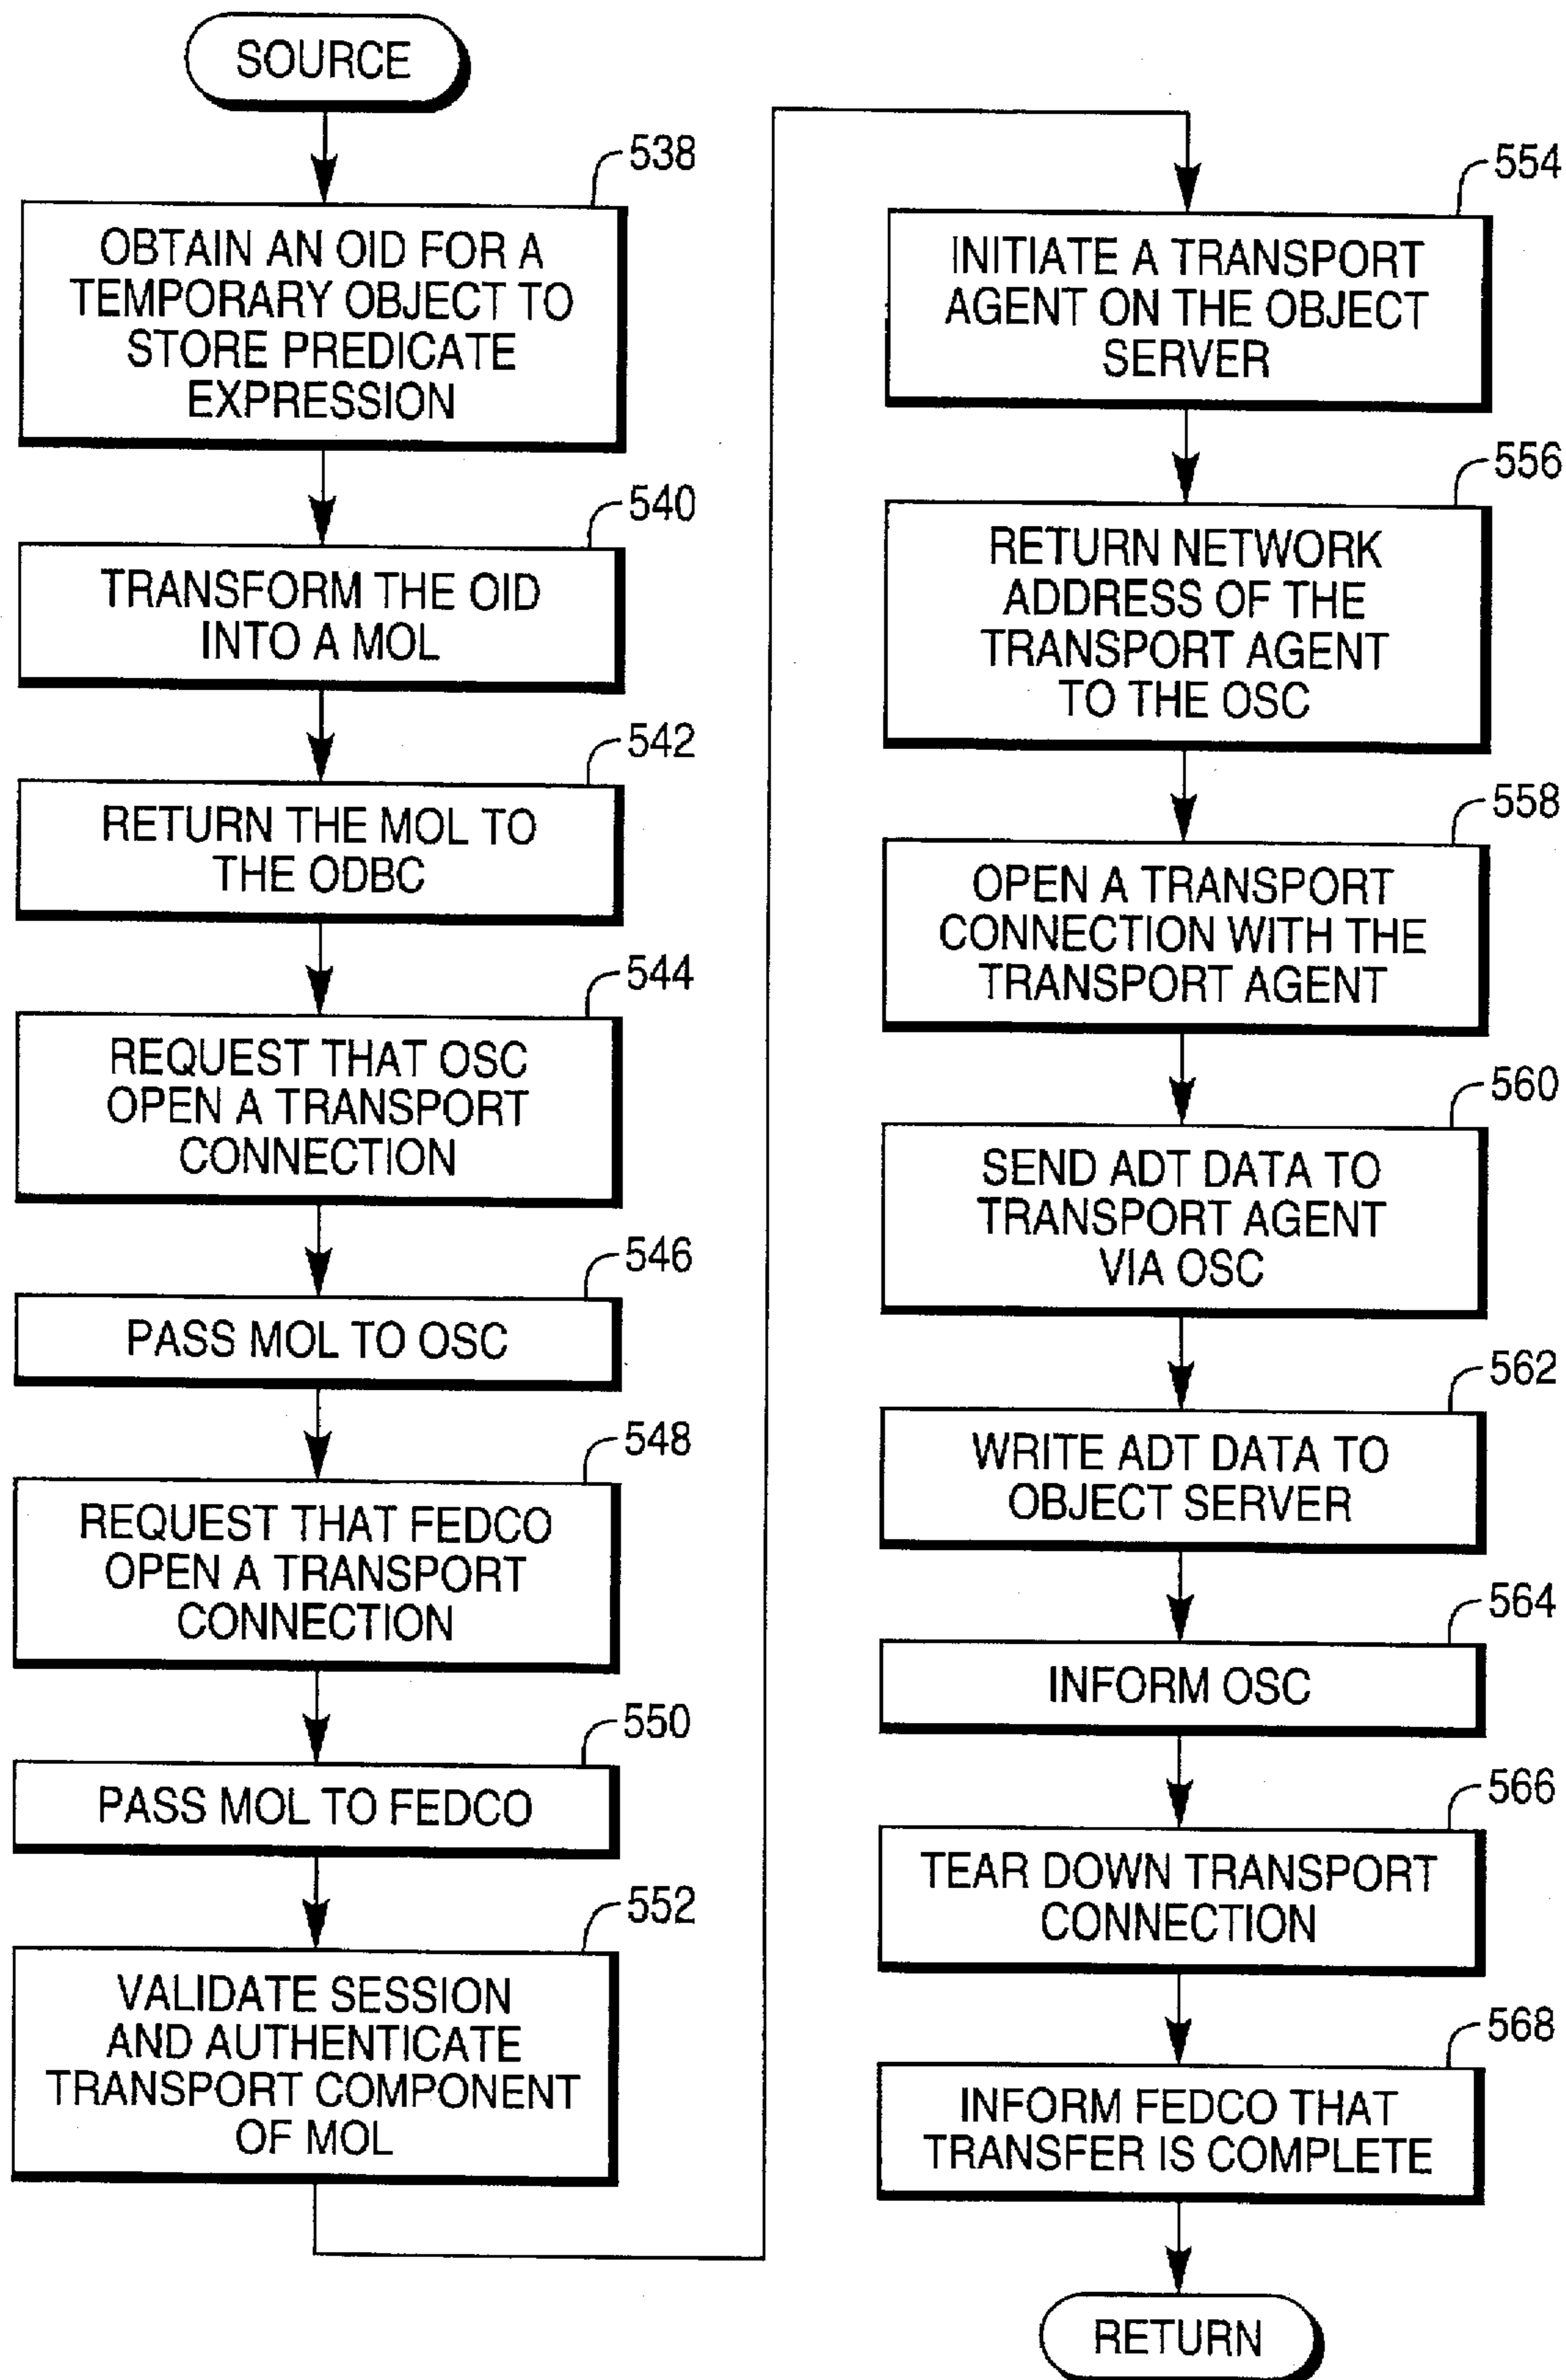 SOURCE
538
OBTAIN AN OID FOR A
TEMPORARY OBJECT TO
STORE PREDICATE
EXPRESSION
540
TRANSFORM THE OID
INTO A MOL
542
RETURN THE MOL TO
THE ODBC
544
REQUEST THAT OSC
OPEN A TRANSPORT
CONNECTION
546
PASS MOL TO OSC
548
REQUEST THAT FEDCO
OPEN A TRANSPORT
CONNECTION
550
PASS MOL TO FEDCO
552
VALIDATE SESSION
AND AUTHENTICATE
TRANSPORT COMPONENT
OF MOL
554
INITIATE A TRANSPORT
AGENT ON THE OBJECT
SERVER
556
RETURN NETWORK
ADDRESS OF THE
TRANSPORT AGENT
TO THE OSC
558
OPEN A TRANSPORT
CONNECTION WITH THE
TRANSPORT AGENT
560
SEND ADT DATA TO
TRANSPORT AGENT
VIA OSC
562
WRITE ADT DATA TO
OBJECT SERVER
564
INFORM OSC
566
TEAR DOWN TRANSPORT
CONNECTION
568
INFORM FEDCO THAT
TRANSFER IS COMPLETE
RETURN